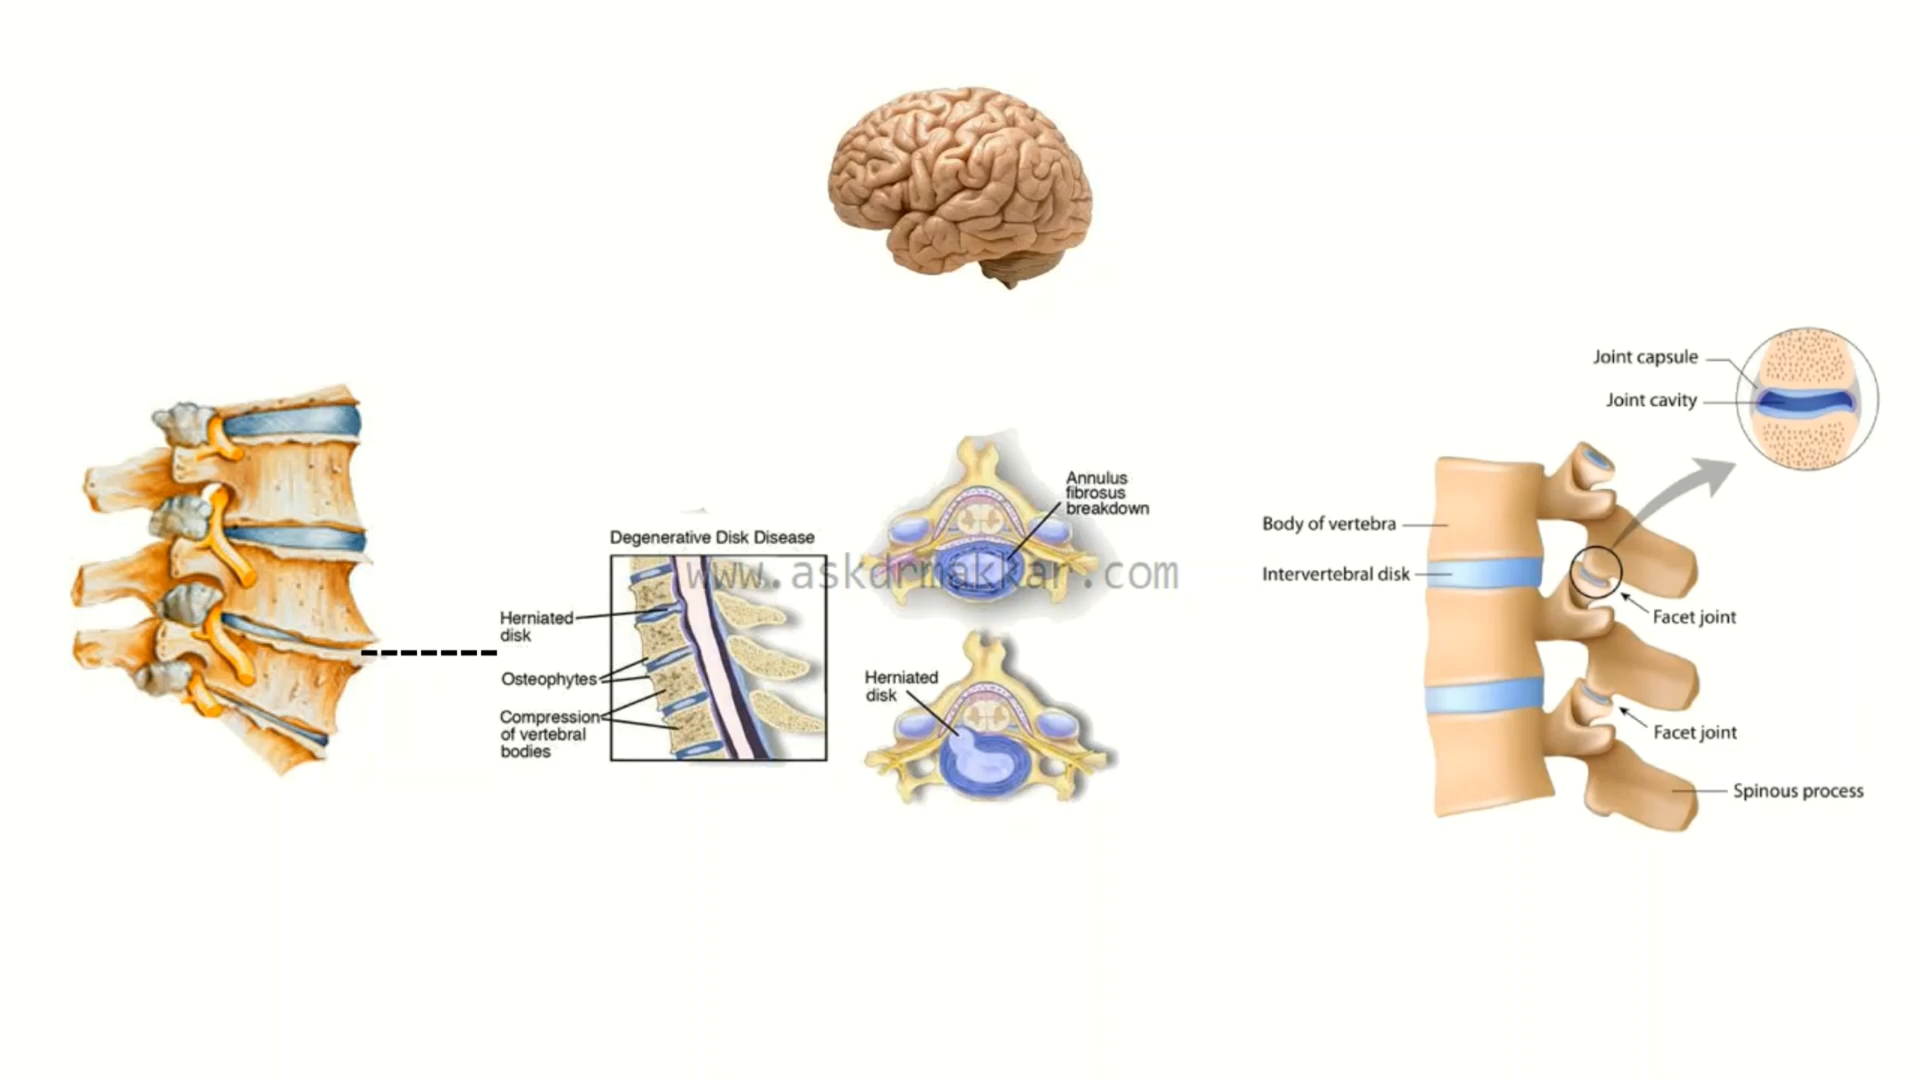 Joint capsule
Joint cavity
Annulus
fibrosus
breakdown
Degenerative Disk Disease
www.askdrmakkar.com
Herniated
disk
Osteophytes
Compression
of vertebral
bodies
Herniated
disk
Body of vertebra
Intervertebral disk
Facet joint
Facet joint
Spinous process